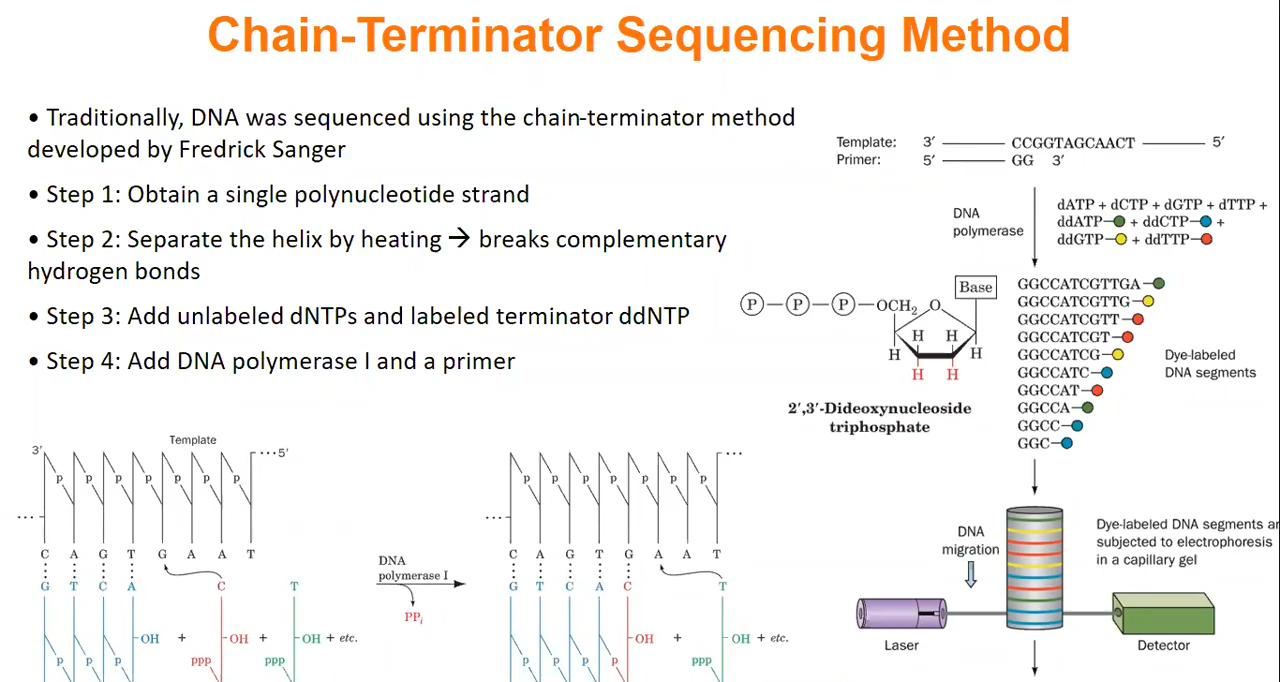 Chain-Terminator Sequencing Method
• Traditionally, DNA was sequenced using the chain-terminator method
developed by Fredrick Sanger
• Step 1: Obtain a single polynucleotide strand
• Step 2: Separate the helix by heating → breaks complementary
hydrogen bonds
• Step 3: Add unlabeled dNTPs and labeled terminator ddNTP
• Step 4: Add DNA polymerase I and a primer
Template: 3′ CCGGTAGCAACT 5′
Primer: 5′ GG 3′
DNA
polymerase
dATP + dCTP + dGTP + dTTP +
ddATP + ddCTP +
ddGTP + ddTTP
P P P OCH2 O Base
H H
H H
H H
2′,3′-Dideoxynucleoside
triphosphate
GGCCATCGTTGA
GGCCATCGTTG
GGCCATCGTT
GGCCATCGT
GGCCATCG
GGCCATC
GGCCAT
GGCCA
GGCC
GGC
Dye-labeled
DNA segments
DNA
migration
Dye-labeled DNA segments ar
subjected to electrophoresis
in a capillary gel
Laser
Detector
Template
3′ ···5′
p p p p p p p
··· 
C A G T G A A T
G T C A C T
OH + OH + OH + etc.
p p p ppp ppp
DNA
polymerase I
PPi
···
p p p p p p p
···
C A G T G A A T
G T C A C T
OH + OH + etc.
p p p p ppp